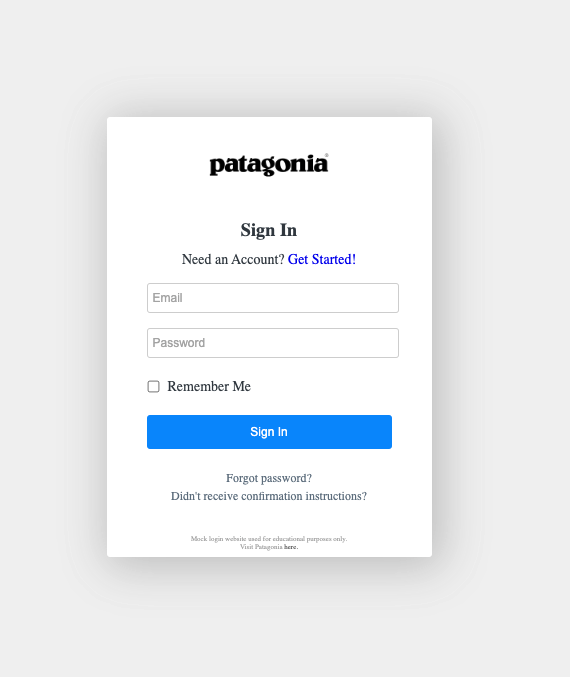 patagonia®
Sign In
Need an Account? Get Started!
Email
Password
Remember Me
Sign In
Forgot password?
Didn't receive confirmation instructions?
Mock login website used for educational purposes only.
Visit Patagonia here.